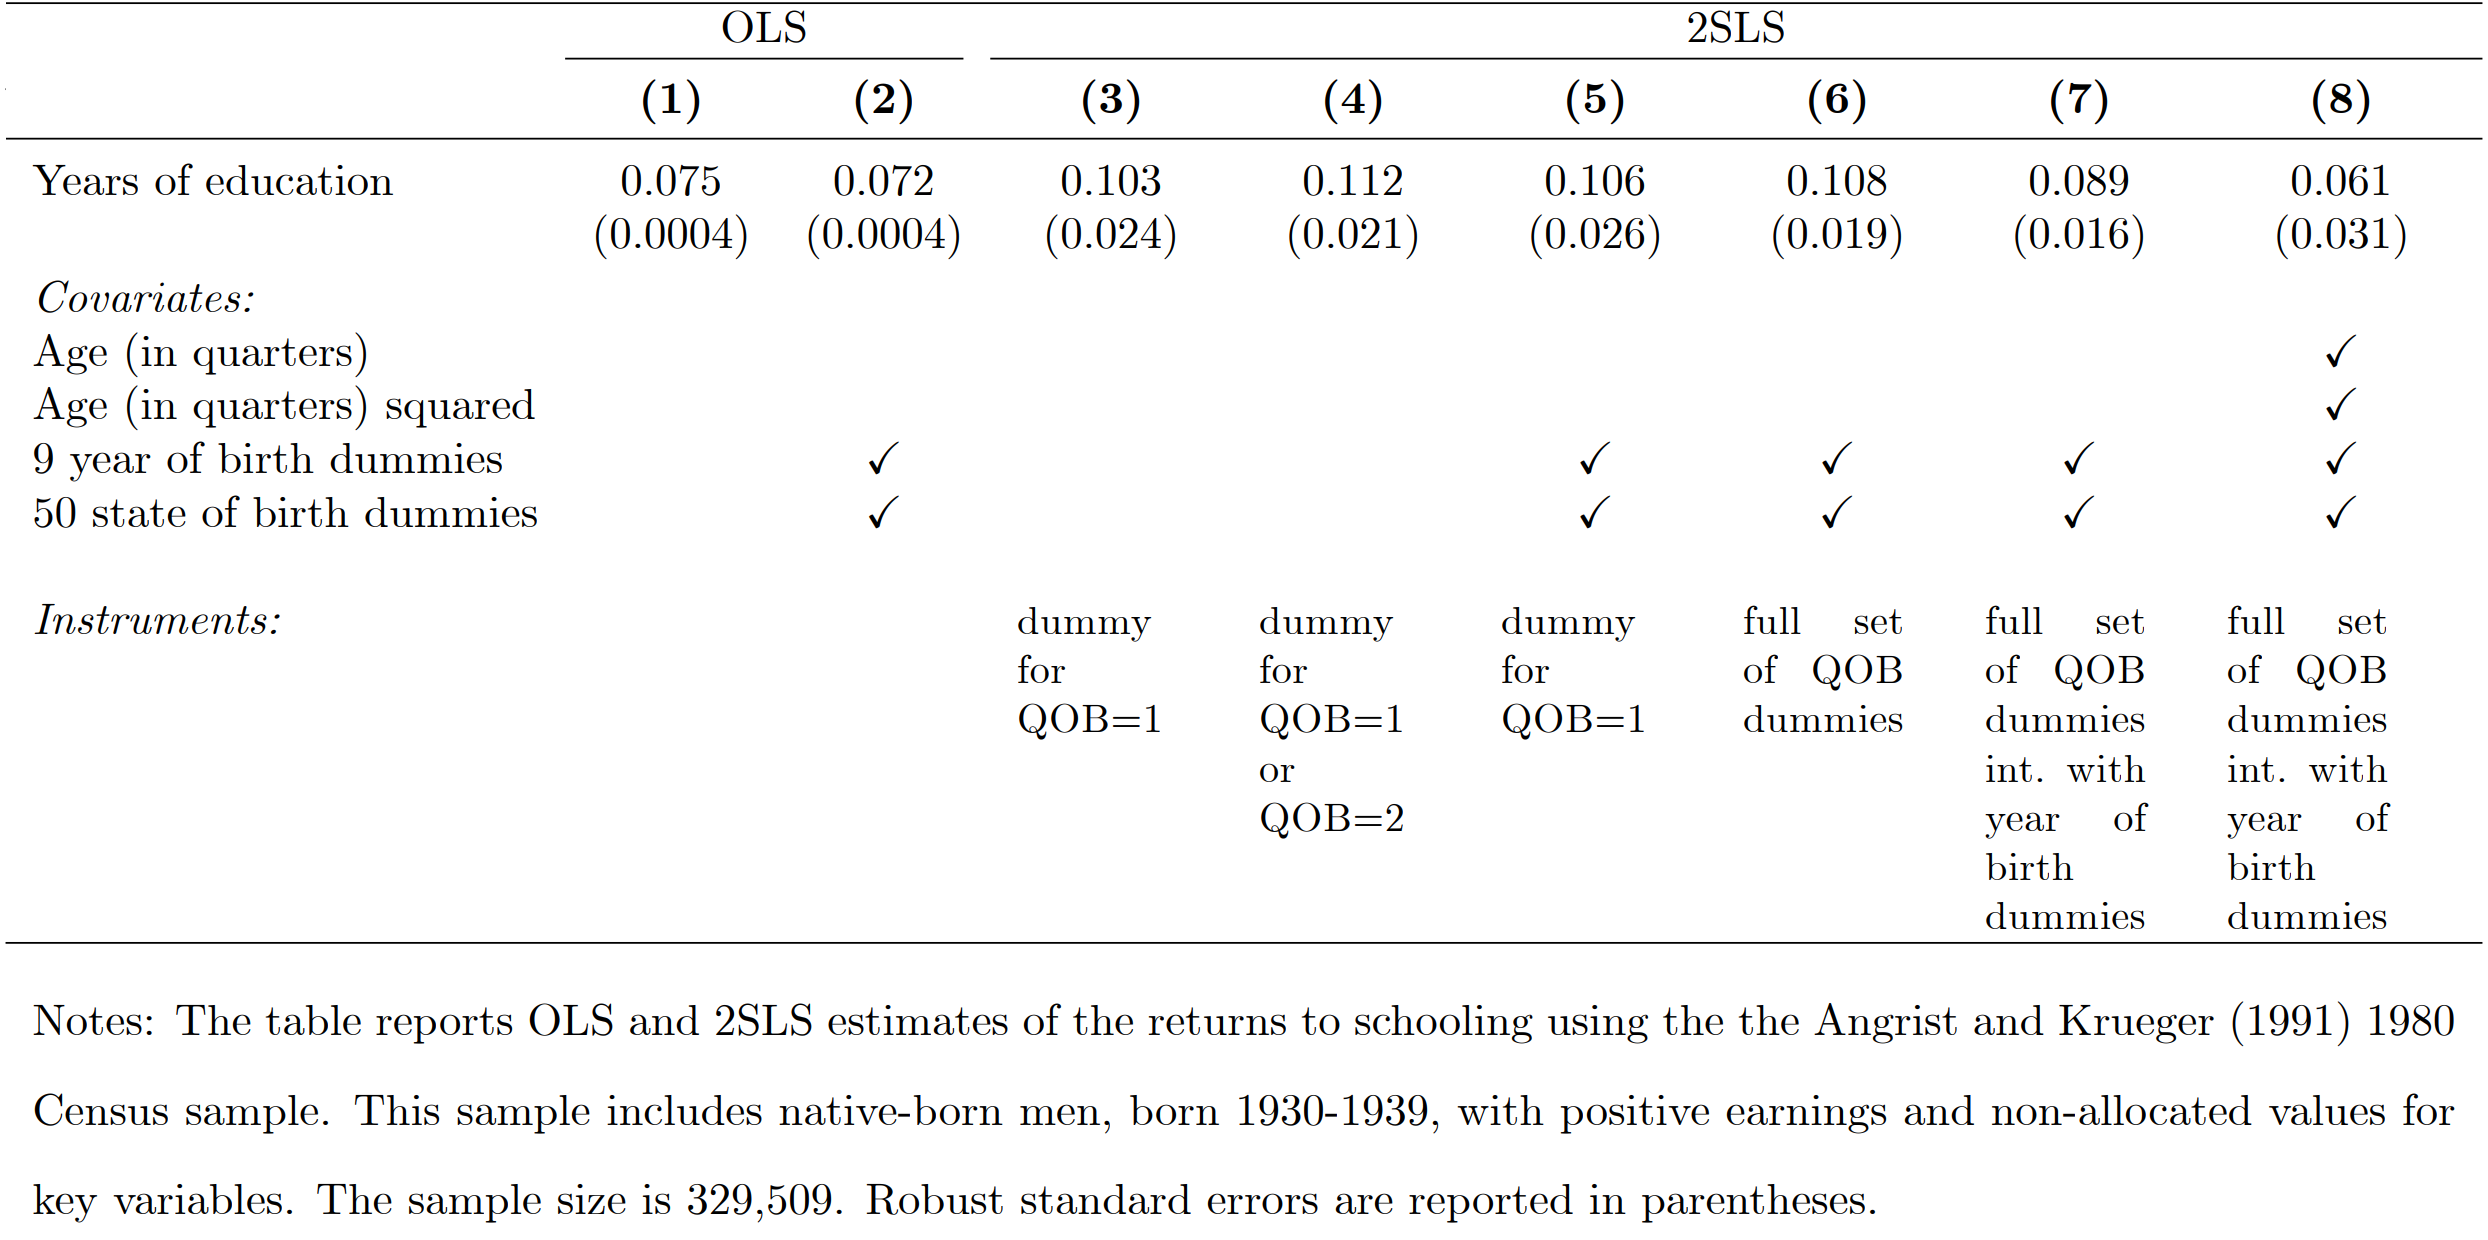 OLS 2SLS
(1) (2) (3) (4) (5) (6) (7) (8)
Years of education 0.075 0.072 0.103 0.112 0.106 0.108 0.089 0.061
(0.0004) (0.0004) (0.024) (0.021) (0.026) (0.019) (0.016) (0.031)
Covariates:
Age (in quarters) ✓
Age (in quarters) squared ✓
9 year of birth dummies ✓ ✓ ✓ ✓ ✓
50 state of birth dummies ✓ ✓ ✓ ✓ ✓
Instruments: dummy dummy dummy full set full set full set
for for for of QOB of QOB of QOB
QOB=1 QOB=1 QOB=1 dummies dummies dummies
or int. with int. with
QOB=2 year of year of
birth birth
dummies dummies
Notes: The table reports OLS and 2SLS estimates of the returns to schooling using the the Angrist and Krueger (1991) 1980
Census sample. This sample includes native-born men, born 1930-1939, with positive earnings and non-allocated values for
key variables. The sample size is 329,509. Robust standard errors are reported in parentheses.